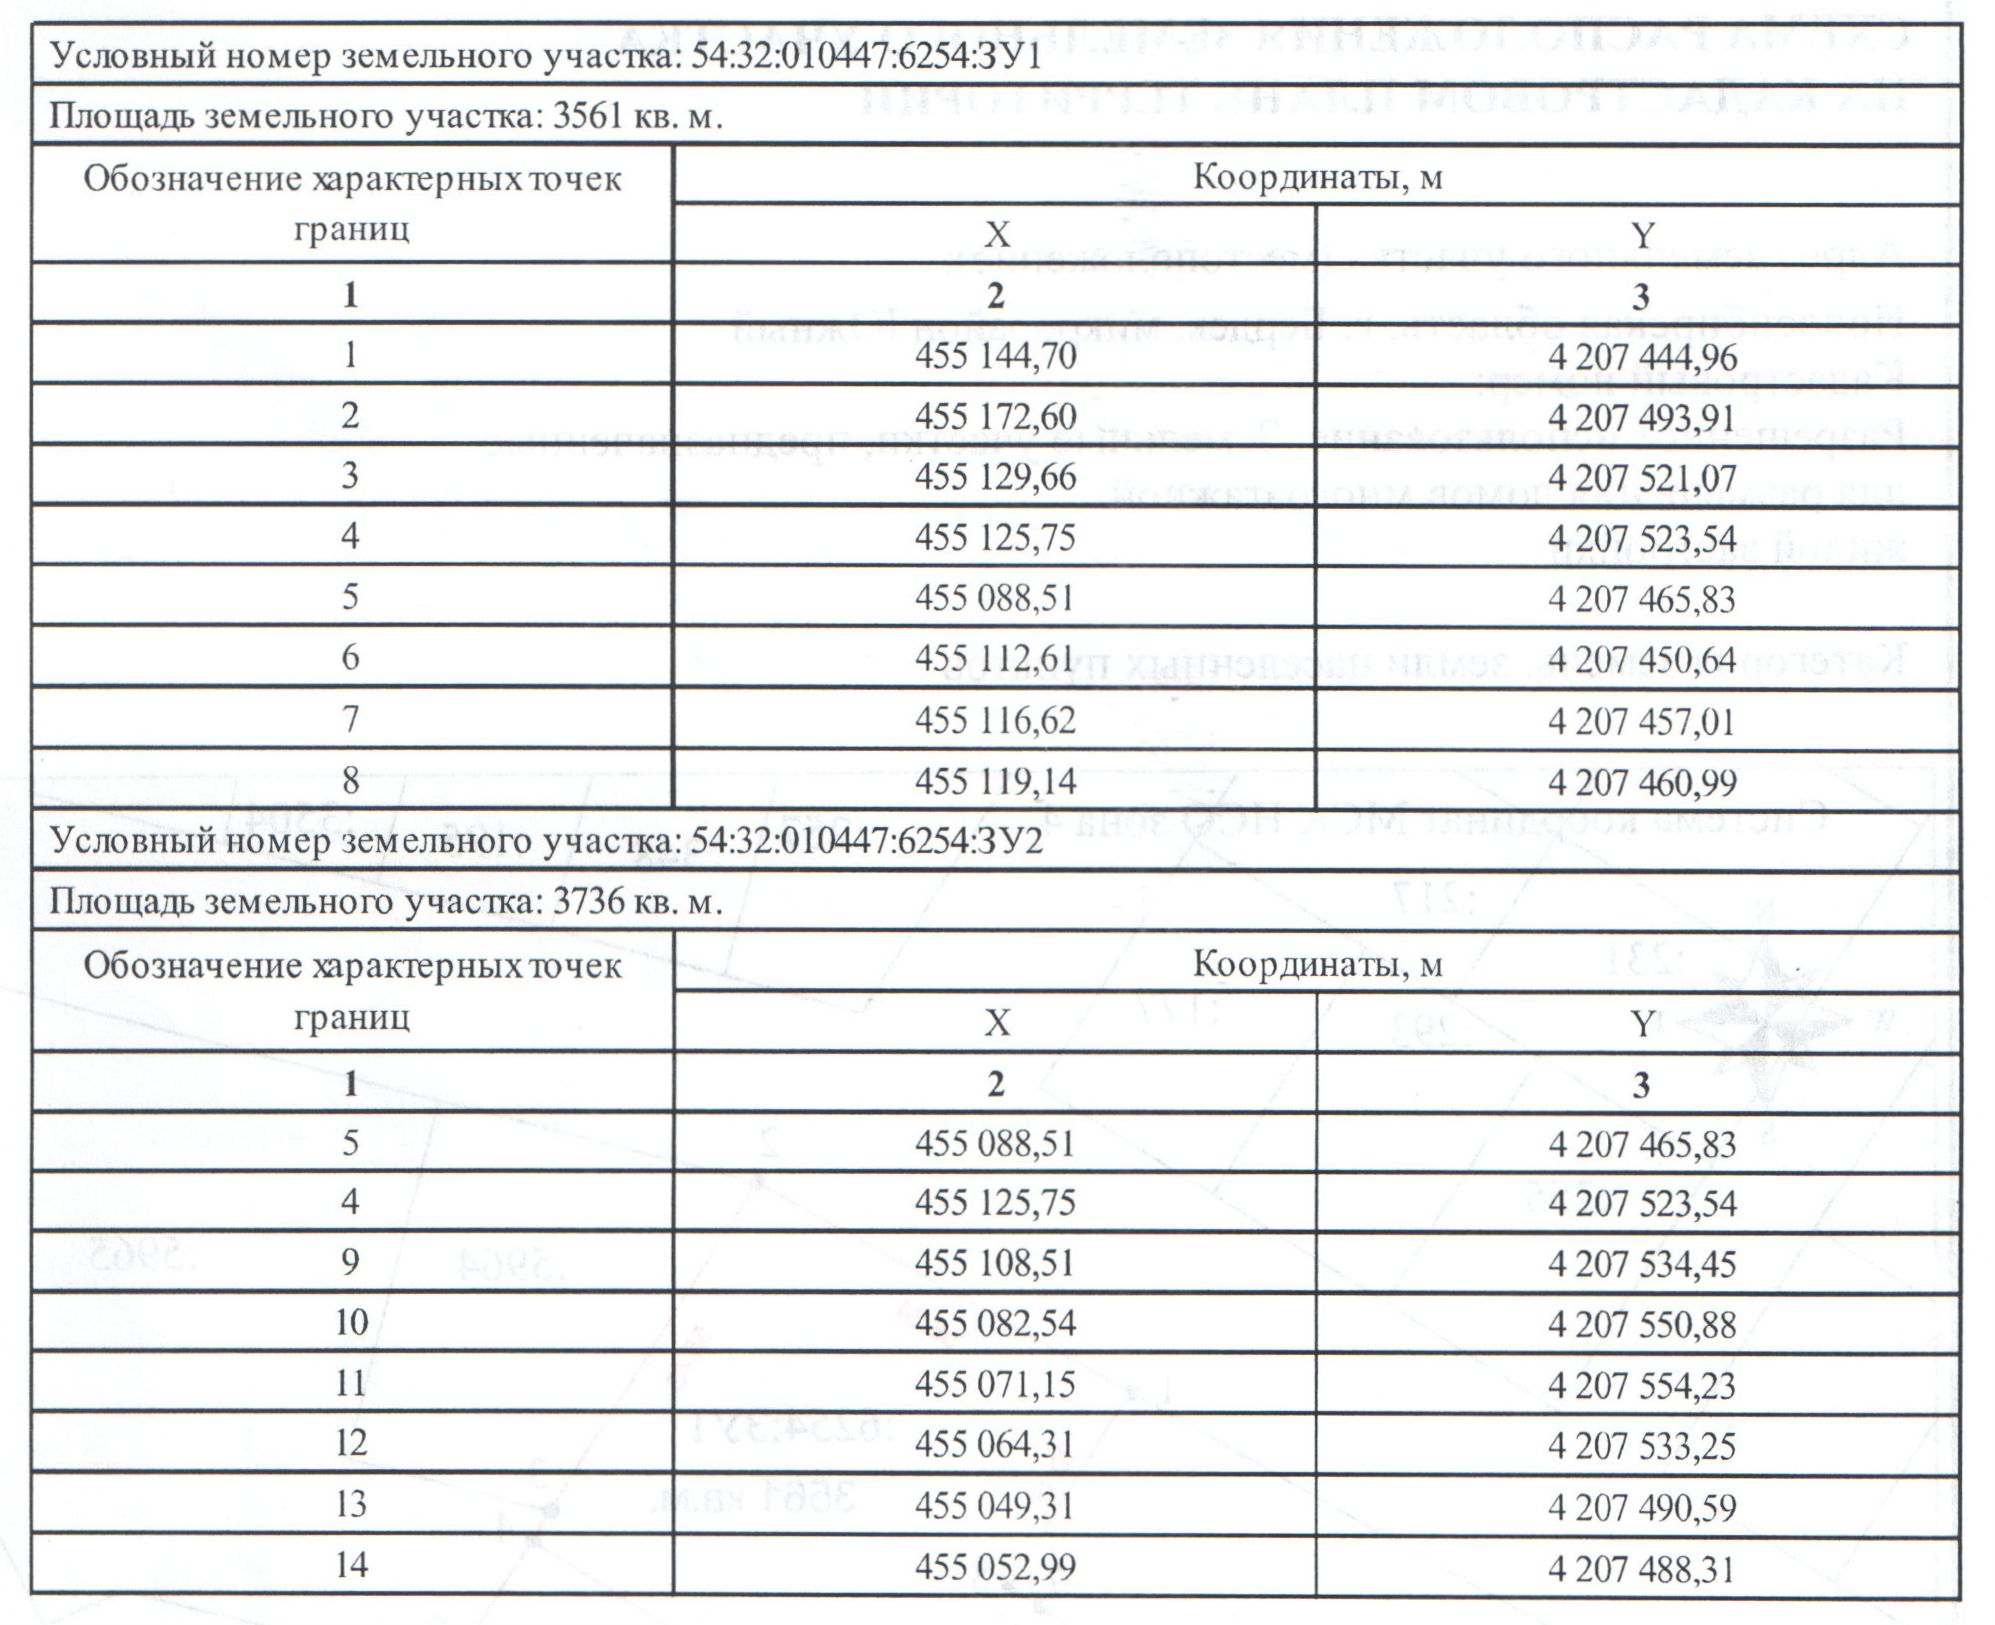 Условный номер земельного участка: 54:32:010447:6254:ЗУ1
Площадь земельного участка: 3561 кв. м.
Обозначение характерных точек границ Координаты, м
X Y
1 2 3
1 455 144,70 4 207 444,96
2 455 172,60 4 207 493,91
3 455 129,66 4 207 521,07
4 455 125,75 4 207 523,54
5 455 088,51 4 207 465,83
6 455 112,61 4 207 450,64
7 455 116,62 4 207 457,01
8 455 119,14 4 207 460,99
Условный номер земельного участка: 54:32:010447:6254:ЗУ2
Площадь земельного участка: 3736 кв. м.
Обозначение характерных точек границ Координаты, м
X Y
1 2 3
5 455 088,51 4 207 465,83
4 455 125,75 4 207 523,54
9 455 108,51 4 207 534,45
10 455 082,54 4 207 550,88
11 455 071,15 4 207 554,23
12 455 064,31 4 207 533,25
13 455 049,31 4 207 490,59
14 455 052,99 4 207 488,31